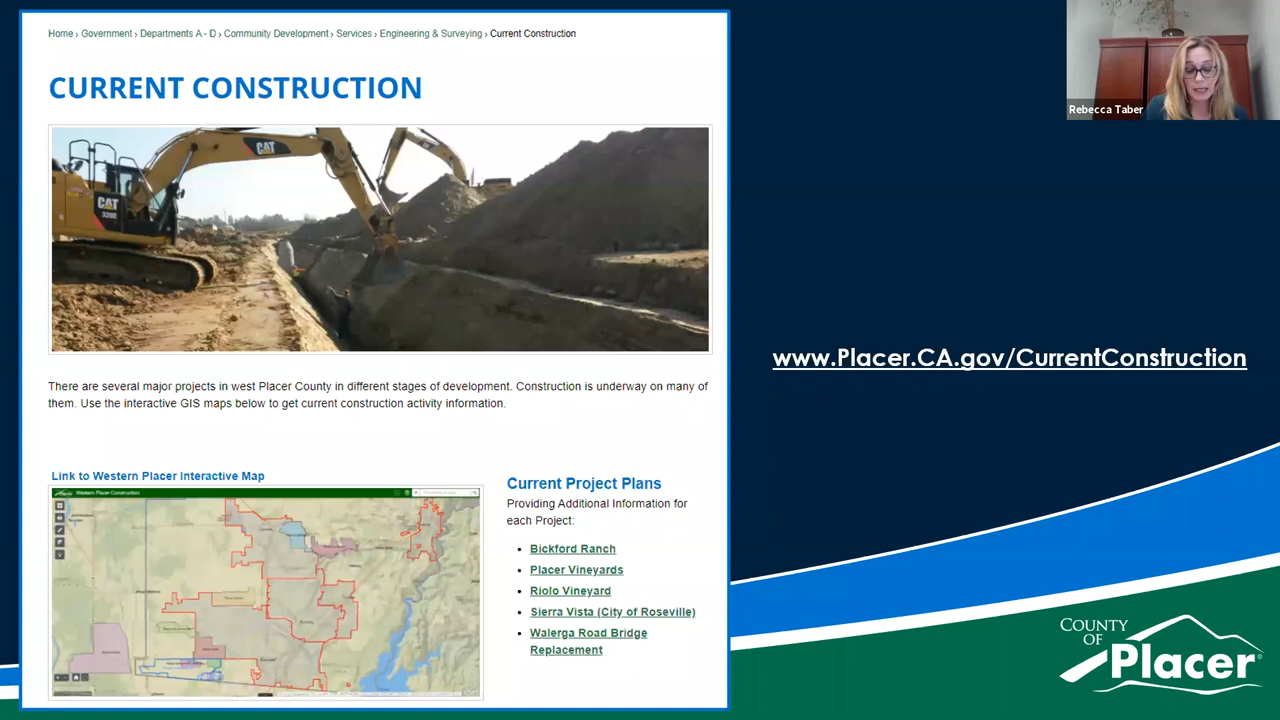 Home › Government › Departments A - D › Community Development › Services › Engineering & Surveying › Current Construction
CURRENT CONSTRUCTION
CAT
CAT
There are several major projects in west Placer County in different stages of development. Construction is underway on many of
them. Use the interactive GIS maps below to get current construction activity information.
Link to Western Placer Interactive Map
Western Placer Construction
Current Project Plans
Providing Additional Information for
each Project:
• Bickford Ranch
• Placer Vineyards
• Riolo Vineyard
• Sierra Vista (City of Roseville)
• Walerga Road Bridge
Replacement
Rebecca Taber
www.Placer.CA.gov/CurrentConstruction
COUNTY
OF
Placer®